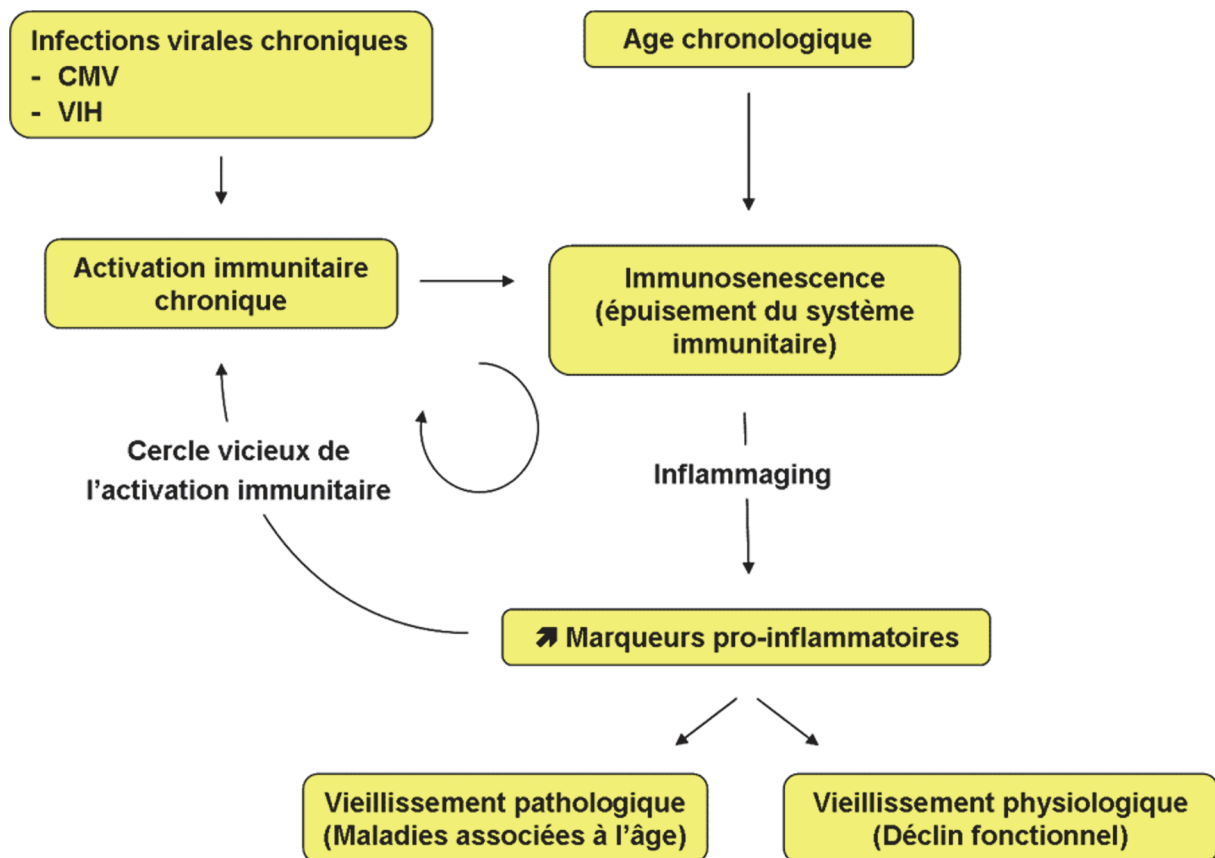 Infections virales chroniques
- CMV
- VIH
Age chronologique
Activation immunitaire
chronique
Immunosenescence
(épuisement du système
immunitaire)
Cercle vicieux de
l’activation immunitaire
Inflammaging
↗ Marqueurs pro-inflammatoires
Vieillissement pathologique
(Maladies associées à l’âge)
Vieillissement physiologique
(Déclin fonctionnel)